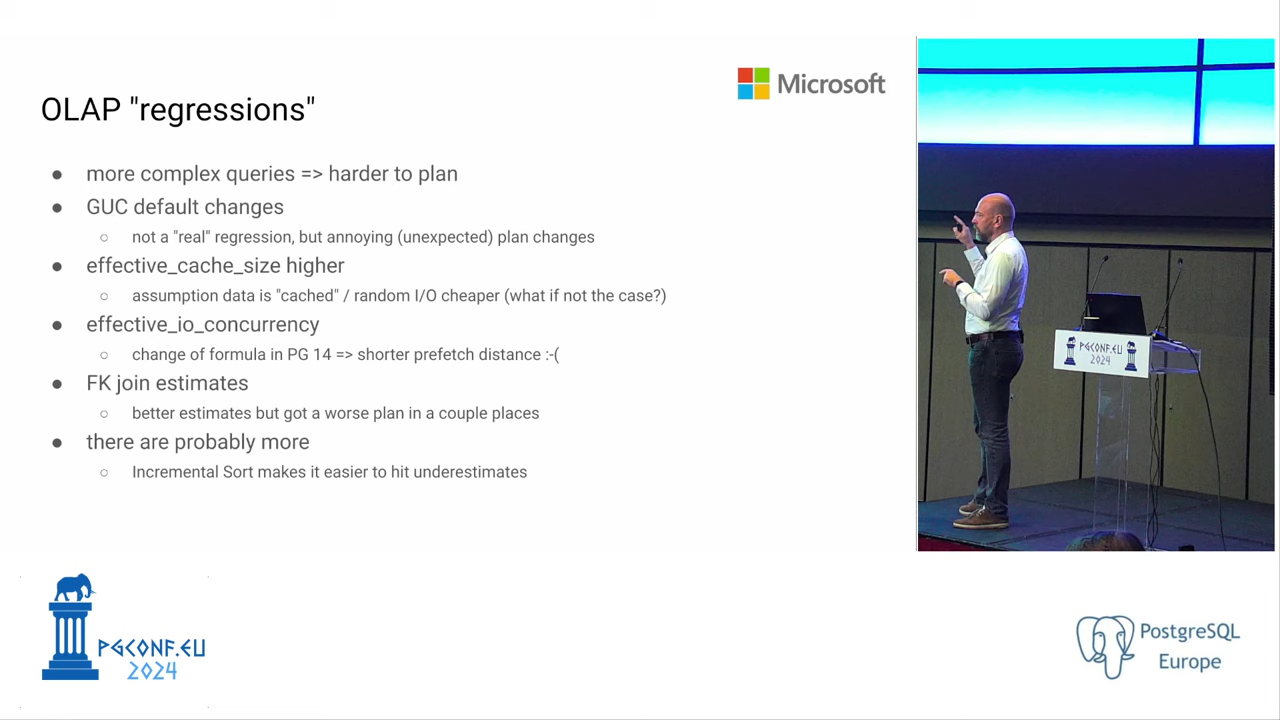 Microsoft
OLAP "regressions"
more complex queries => harder to plan
GUC default changes
not a "real" regression, but annoying (unexpected) plan changes
effective_cache_size higher
assumption data is "cached" / random I/O cheaper (what if not the case?)
effective_io_concurrency
change of formula in PG 14 => shorter prefetch distance :-(
FK join estimates
better estimates but got a worse plan in a couple places
there are probably more
Incremental Sort makes it easier to hit underestimates
PGCONF.EU
2024
PGCONF.EU
2024
PostgreSQL
Europe